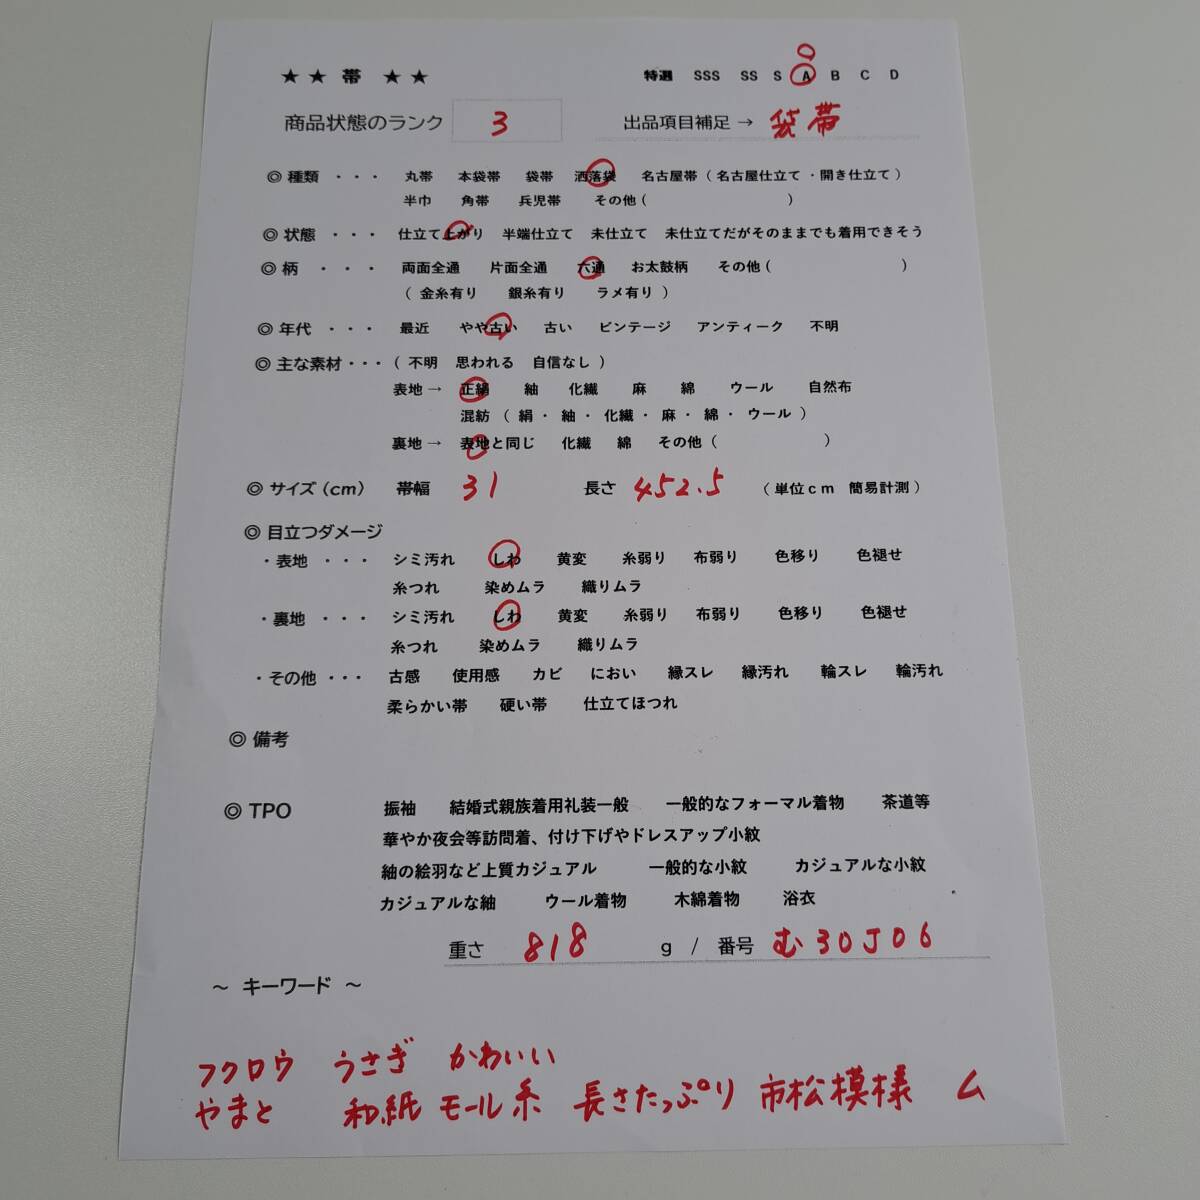 ★ ★ 帯 ★ ★ 特選 SSS SS S A B C D
商品状態のランク 3 出品項目補足 → 袋帯
◎ 種類 ・・・ 丸帯 本袋帯 袋帯 洒落袋 名古屋帯 ( 名古屋仕立て ・開き仕立て )
半巾 角帯 兵児帯 その他 ( )
◎ 状態 ・・・ 仕立て上がり 半端仕立て 未仕立て 未仕立てだがそのままでも着用できそう
◎ 柄 ・・・ 両面全通 片面全通 六通 お太鼓柄 その他 ( )
( 金糸有り 銀糸有り ラメ有り )
◎ 年代 ・・・ 最近 やや古い 古い ビンテージ アンティーク 不明
◎ 主な素材・・・ ( 不明 思われる 自信なし )
表地 → 正絹 紬 化繊 麻 綿 ウール 自然布
混紡 ( 絹・ 紬・ 化繊・麻・ 綿・ ウール )
裏地 → 表地と同じ 化繊 綿 その他 ( )
◎ サイズ (cm) 帯幅 31 長さ 452.5 ( 単位cm 簡易計測 )
◎ 目立つダメージ
・表地 ・・・ シミ汚れ しわ 黄変 糸弱り 布弱り 色移り 色褪せ
糸つれ 染めムラ 織りムラ
・裏地 ・・・ シミ汚れ しわ 黄変 糸弱り 布弱り 色移り 色褪せ
糸つれ 染めムラ 織りムラ
・その他 ・・・ 古感 使用感 カビ におい 縁スレ 縁汚れ 輪スレ 輪汚れ
柔らかい帯 硬い帯 仕立てほつれ
◎ 備考
◎ TPO 振袖 結婚式親族着用礼装一般 一般的なフォーマル着物 茶道等
華やか夜会等訪問着、付け下げやドレスアップ小紋
紬の絵羽など上質カジュアル 一般的な小紋 カジュアルな小紋
カジュアルな紬 ウール着物 木綿着物 浴衣
重さ 818 g / 番号 む30J06
～ キーワード ～
フクロウ うさぎ かわいい
やまと 和紙 モール糸 長さたっぷり 市松模様 ム